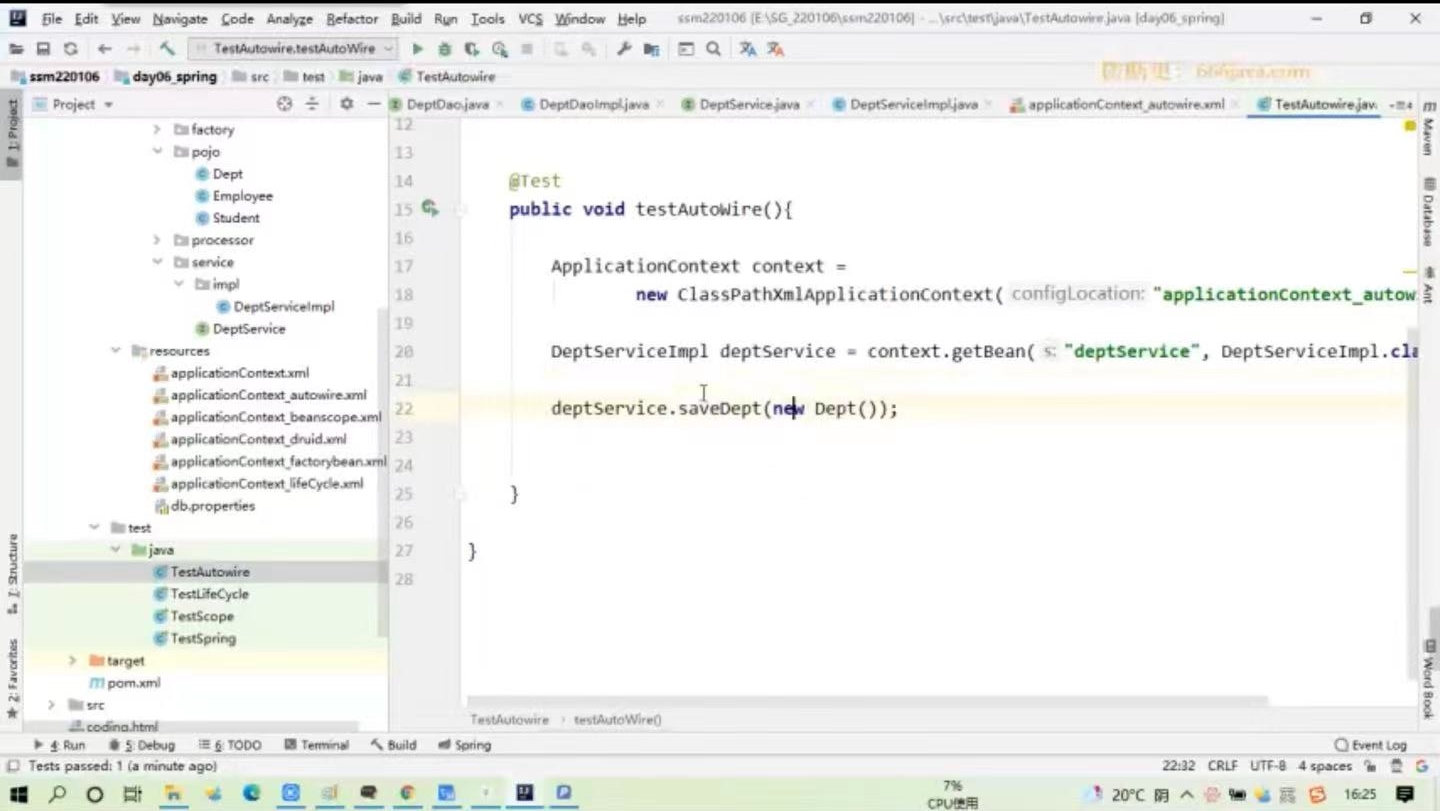 File Edit View Navigate Code Analyze Refactor Build Run Tools VCS Window Help ssm220106 [E:\SG_220106\ssm220106] - ...\src\test\java\TestAutowire.java [day06_spring]
TestAutowire.testAutoWire
ssm220106 day06_spring src test java TestAutowire
666java.com
Project DeptDao.java DeptDaoImpl.java DeptService.java DeptServiceImpl.java applicationContext_autowire.xml TestAutowire.jav
1: Project
factory
pojo
Dept
Employee
Student
processor
service
impl
DeptServiceImpl
DeptService
resources
applicationContext.xml
applicationContext_autowire.xml
applicationContext_beanscope.xml
applicationContext_druid.xml
applicationContext_factorybean.xml
applicationContext_lifeCycle.xml
db.properties
test
java
TestAutowire
TestLifeCycle
TestScope
TestSpring
target
pom.xml
src
coding.html
7: Structure
2: Favorites
12
13
14 @Test
15 public void testAutoWire(){
16
17 ApplicationContext context =
18 new ClassPathXmlApplicationContext( configLocation: "applicationContext_autow
19
20 DeptServiceImpl deptService = context.getBean( s: "deptService", DeptServiceImpl.cla
21
22 deptService.saveDept(new Dept());
23
24
25 }
26
27 }
28
TestAutowire › testAutoWire()
m Maven
Database
Ant
Word Book
4: Run 5: Debug 6: TODO Terminal Build Spring Event Log
Tests passed: 1 (a minute ago) 22:32 CRLF UTF-8 4 spaces
7%
CPU使用
20°C 阴 16:25